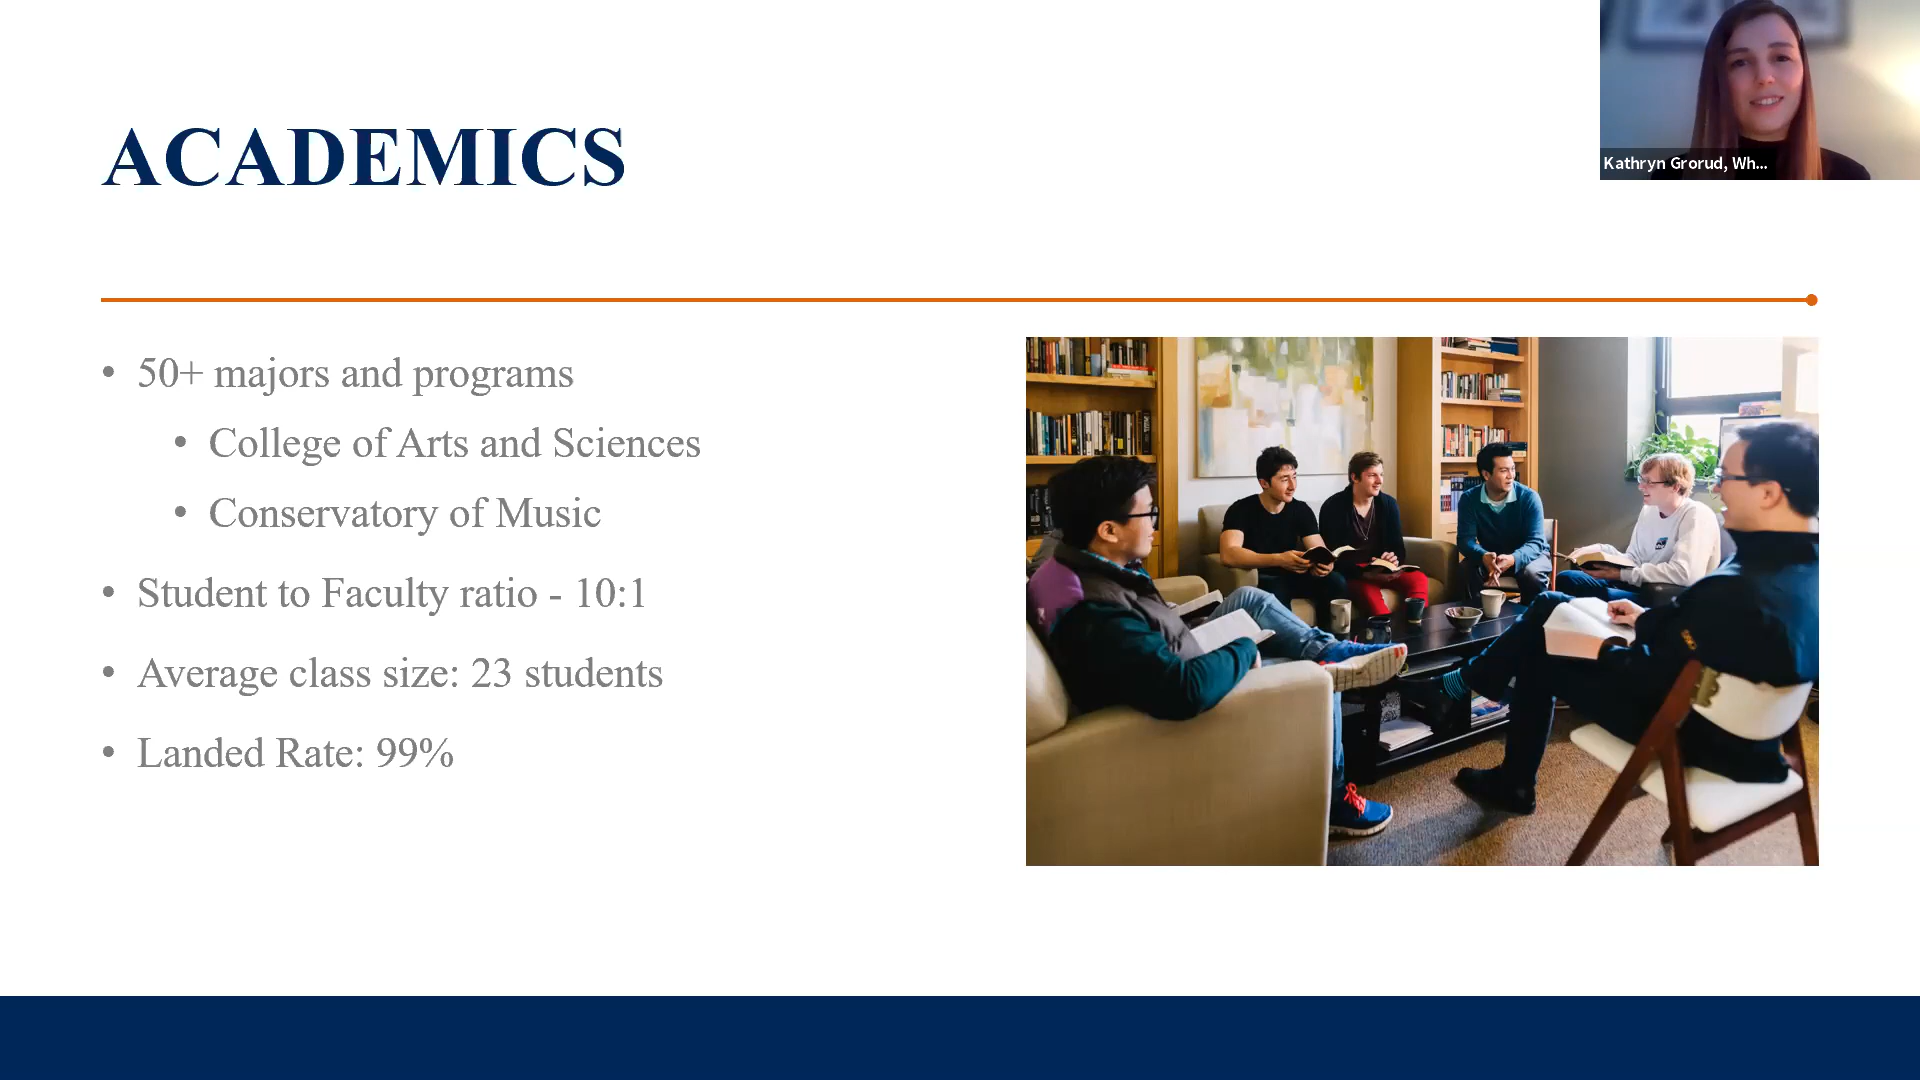 ACADEMICS
Kathryn Grorud, Wh...
• 50+ majors and programs
• College of Arts and Sciences
• Conservatory of Music
• Student to Faculty ratio - 10:1
• Average class size: 23 students
• Landed Rate: 99%